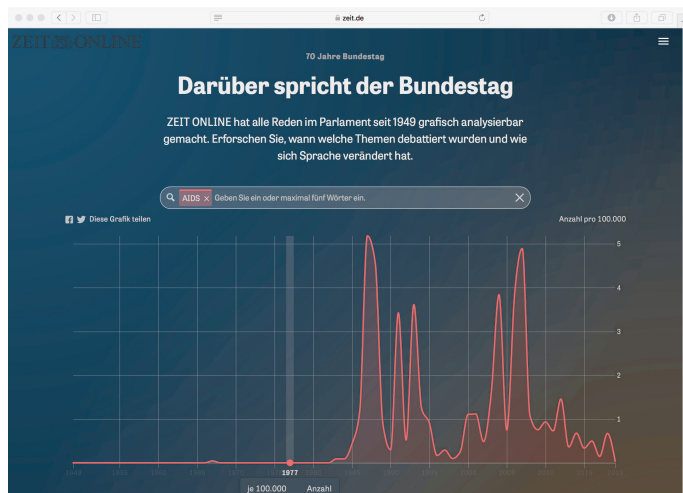 zeit.de
ZEIT ONLINE
70 Jahre Bundestag
Darüber spricht der Bundestag
ZEIT ONLINE hat alle Reden im Parlament seit 1949 grafisch analysierbar
gemacht. Erforschen Sie, wann welche Themen debattiert wurden und wie
sich Sprache verändert hat.
AIDS × Geben Sie ein oder maximal fünf Wörter ein.
Diese Grafik teilen
Anzahl pro 100.000
5
4
3
2
1
1977
je 100.000 Anzahl